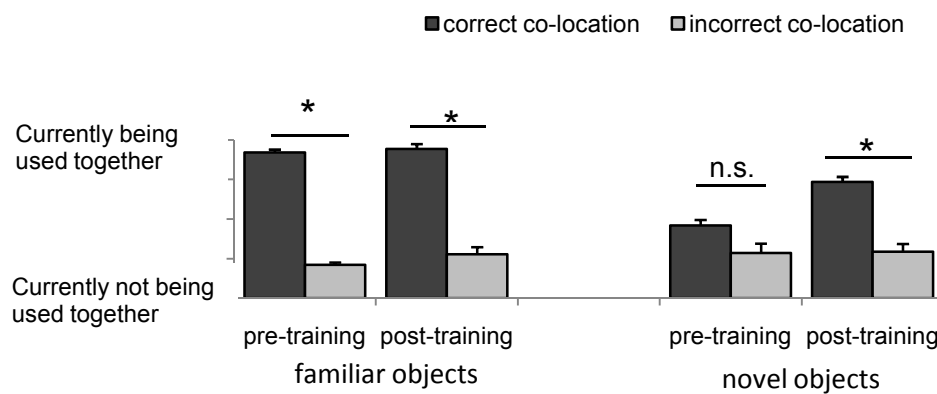 correct co-location incorrect co-location
* * n.s. *
Currently being
used together
Currently not being
used together
pre-training post-training pre-training post-training
familiar objects novel objects